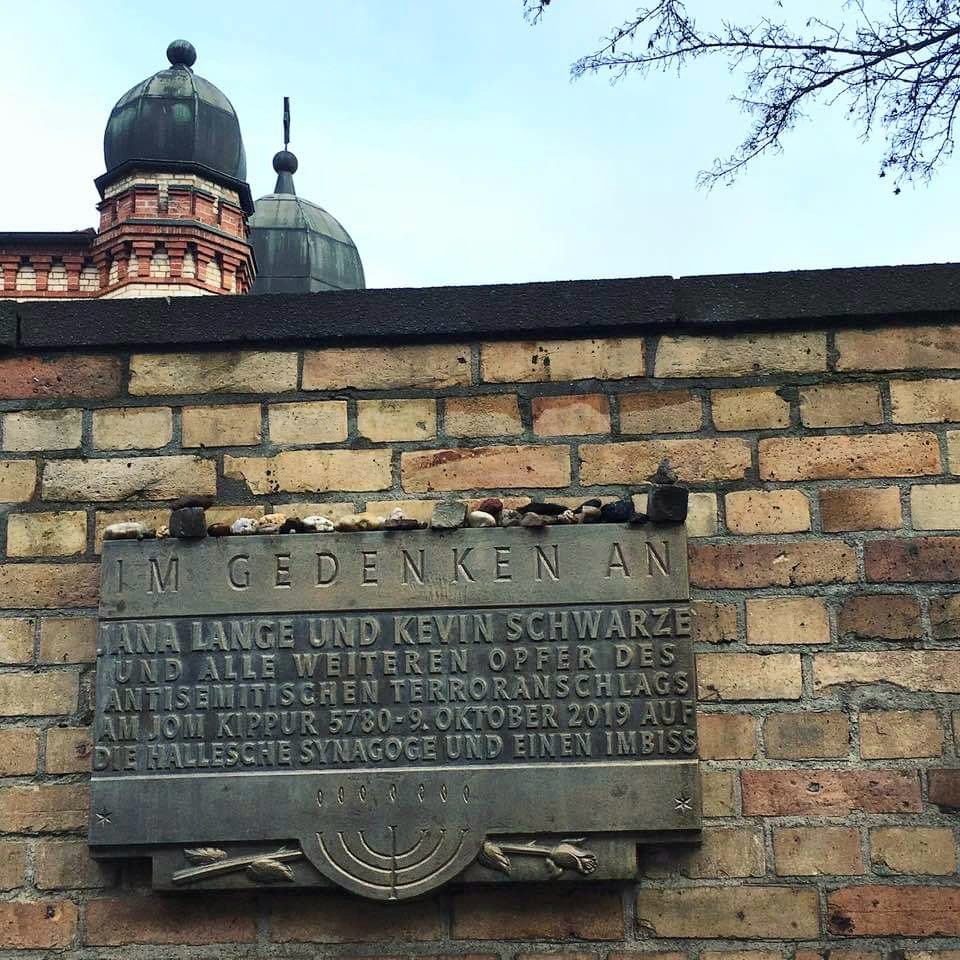 IM GEDENKEN AN
JANA LANGE UND KEVIN SCHWARZE
UND ALLE WEITEREN OPFER DES
ANTISEMITISCHEN TERRORANSCHLAGS
AM JOM KIPPUR 5780-9. OKTOBER 2019 AUF
DIE HALLESCHE SYNAGOGE UND EINEN IMBISS